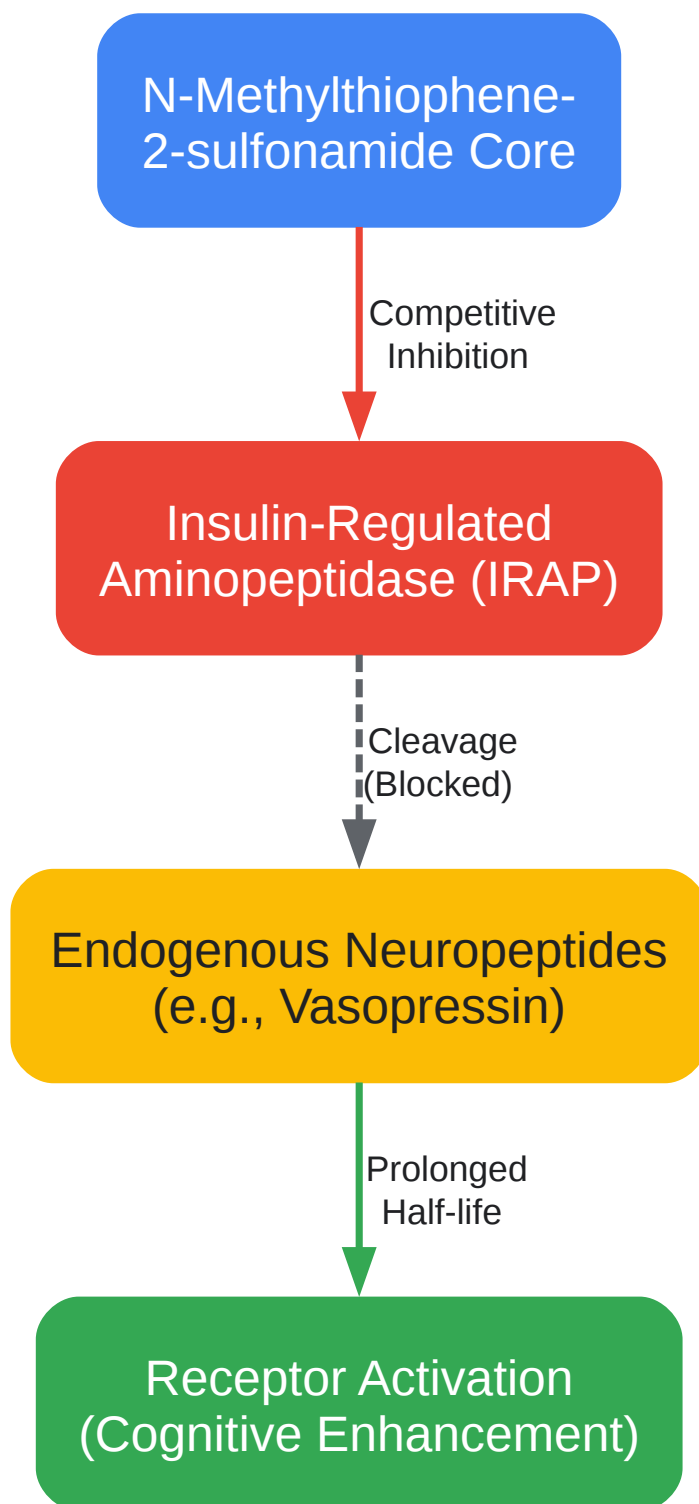 N-Methylthiophene-
2-sulfonamide Core
Competitive
Inhibition
Insulin-Regulated
Aminopeptidase (IRAP)
Cleavage
(Blocked)
Endogenous Neuropeptides
(e.g., Vasopressin)
Prolonged
Half-life
Receptor Activation
(Cognitive Enhancement)